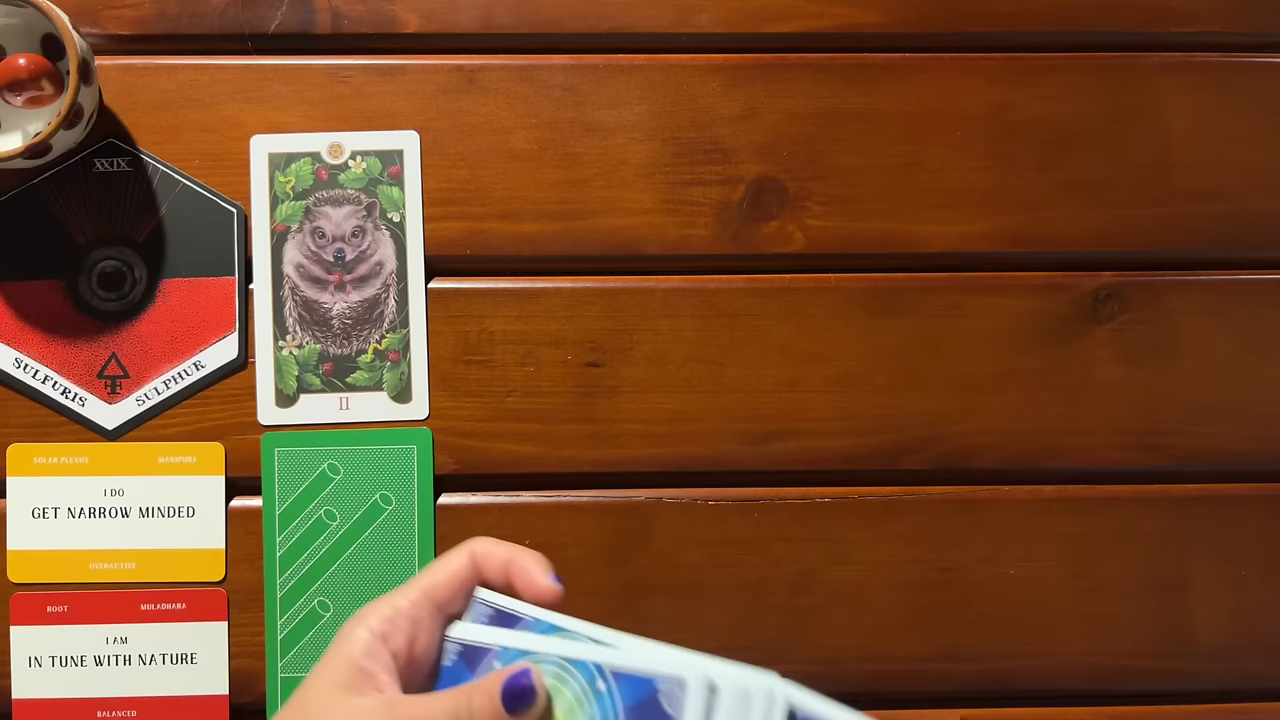 XXIX
SULFURIS SULPHUR
II
SOLAR PLEXUS MANIPURA
I DO
GET NARROW MINDED
OVERACTIVE
ROOT MULADHARA
I AM
IN TUNE WITH NATURE
BALANCED